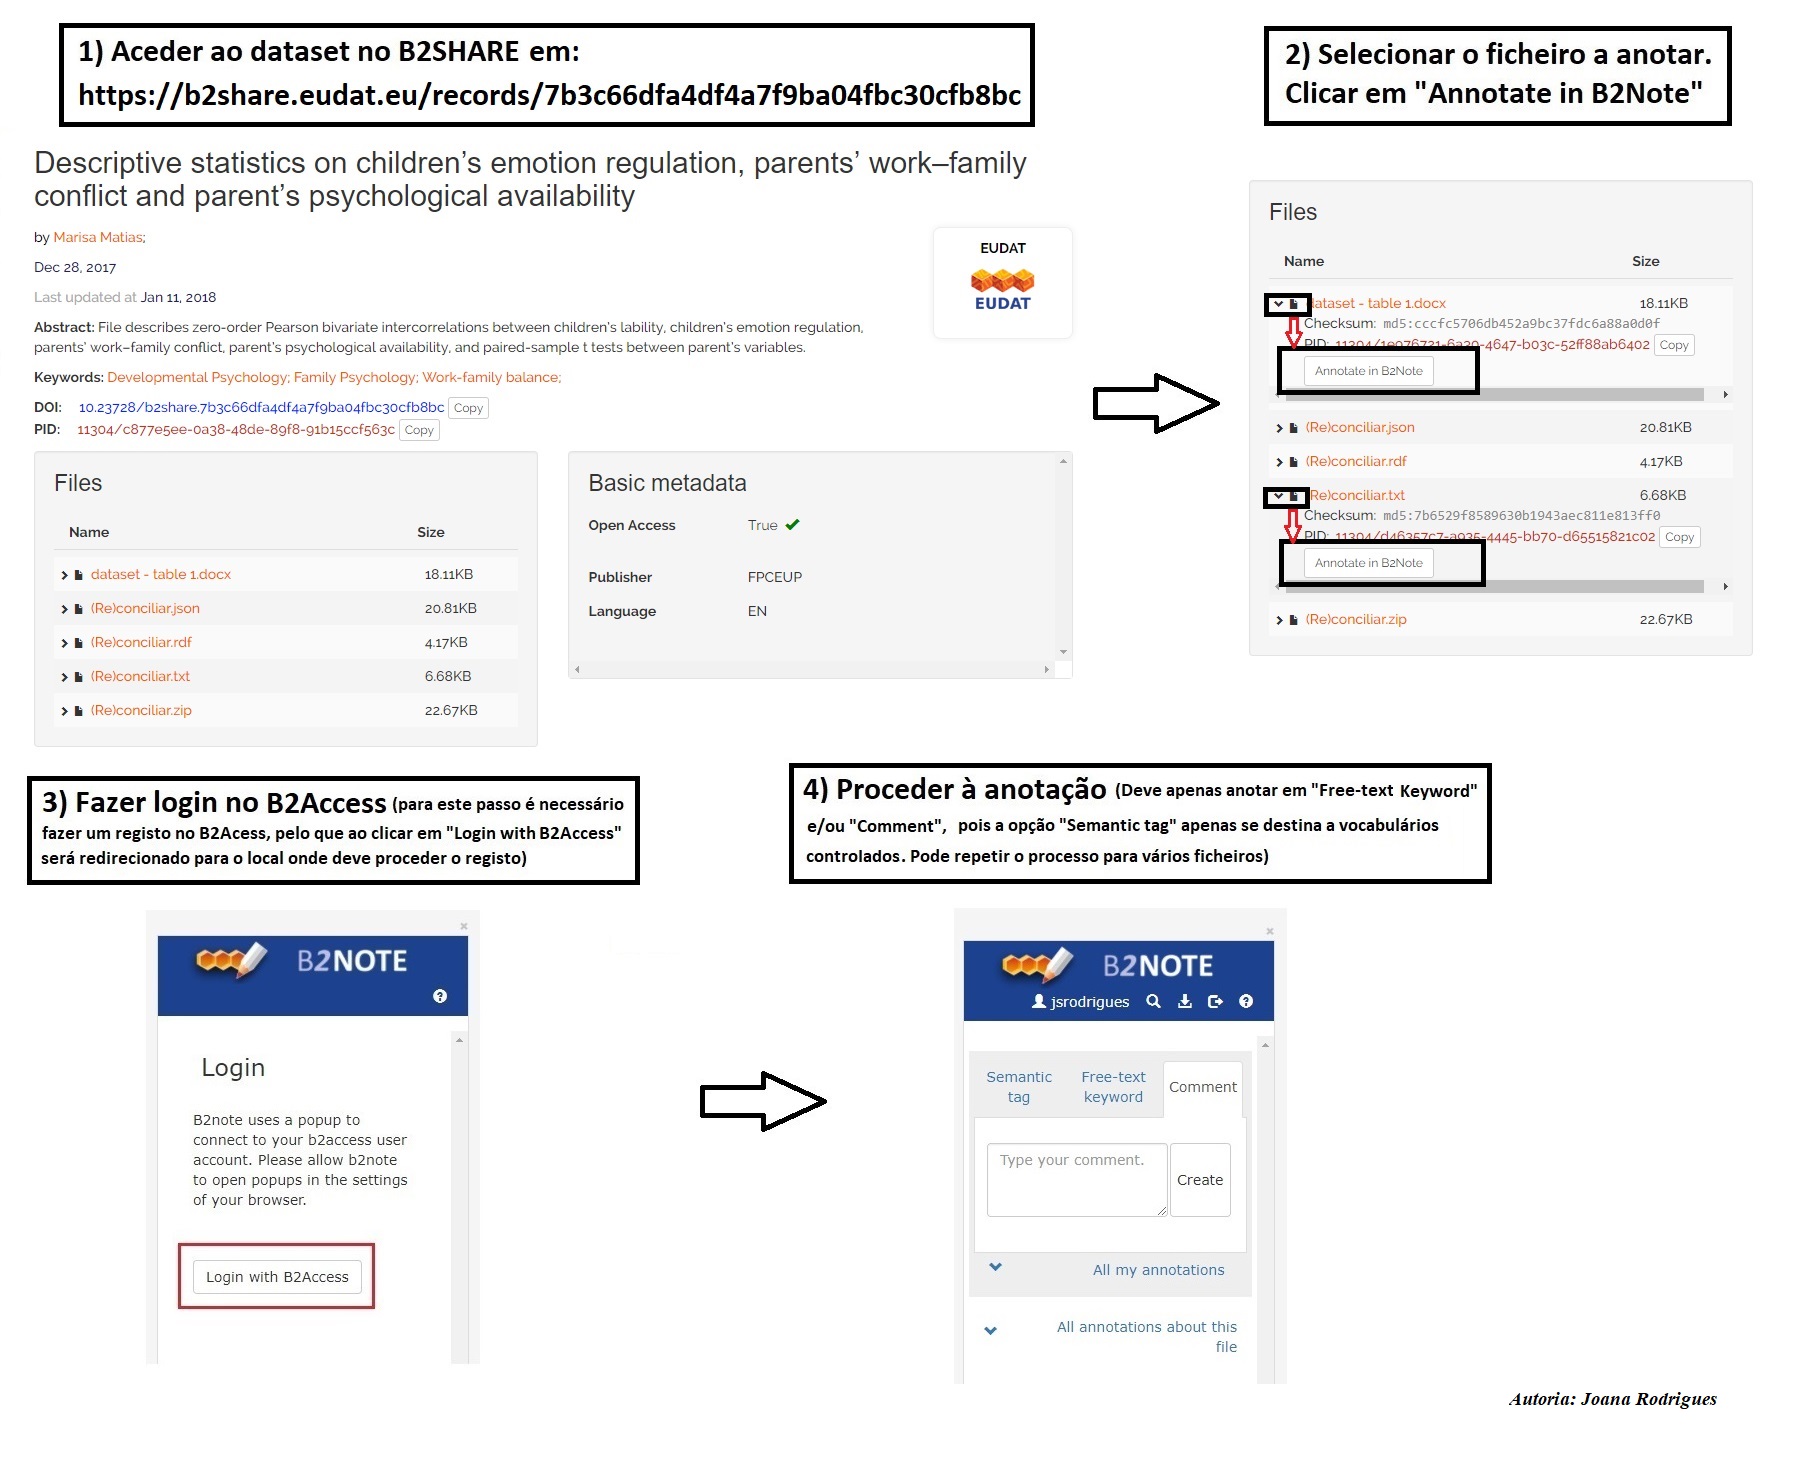 1) Aceder ao dataset no B2SHARE em:
https://b2share.eudat.eu/records/7b3c66dfa4df4a7f9ba04fbc30cfb8bc
Descriptive statistics on children’s emotion regulation, parents’ work–family
conflict and parent’s psychological availability
by Marisa Matias;
Dec 28, 2017
Last updated at Jan 11, 2018
EUDAT
EUDAT
Abstract: File describes zero-order Pearson bivariate intercorrelations between children’s lability, children’s emotion regulation,
parents’ work–family conflict, parent’s psychological availability, and paired-sample t tests between parent’s variables.
Keywords: Developmental Psychology; Family Psychology; Work-family balance;
DOI: 10.23728/b2share.7b3c66dfa4df4a7f9ba04fbc30cfb8bc Copy
PID: 11304/c877e5ee-0a38-48de-89f8-91b15ccf563c Copy
Files
Name Size
dataset - table 1.docx 18.11KB
(Re)conciliar.json 20.81KB
(Re)conciliar.rdf 4.17KB
(Re)conciliar.txt 6.68KB
(Re)conciliar.zip 22.67KB
Basic metadata
Open Access True
Publisher FPCEUP
Language EN
2) Selecionar o ficheiro a anotar.
Clicar em "Annotate in B2Note"
Files
Name Size
dataset - table 1.docx 18.11KB
Checksum: md5:cccfc5706db452a9bc37fdc6a88a0d0f
PID: 11304/1e076721-6a30-4647-b03c-52ff88ab6402 Copy
Annotate in B2Note
(Re)conciliar.json 20.81KB
(Re)conciliar.rdf 4.17KB
(Re)conciliar.txt 6.68KB
Checksum: md5:7b6529f8589630b1943aec811e813ff0
PID: 11304/d46357c7-a935-4445-bb70-d65515821c02 Copy
Annotate in B2Note
(Re)conciliar.zip 22.67KB
3) Fazer login no B2Access (para este passo é necessário
fazer um registo no B2Acess, pelo que ao clicar em "Login with B2Access"
será redirecionado para o local onde deve proceder o registo)
B2NOTE
Login
B2note uses a popup to
connect to your b2access user
account. Please allow b2note
to open popups in the settings
of your browser.
Login with B2Access
4) Proceder à anotação (Deve apenas anotar em "Free-text Keyword"
e/ou "Comment", pois a opção "Semantic tag" apenas se destina a vocabulários
controlados. Pode repetir o processo para vários ficheiros)
B2NOTE
jsrodrigues
Semantic
tag
Free-text
keyword
Comment
Type your comment.
Create
All my annotations
All annotations about this
file
Autoria: Joana Rodrigues